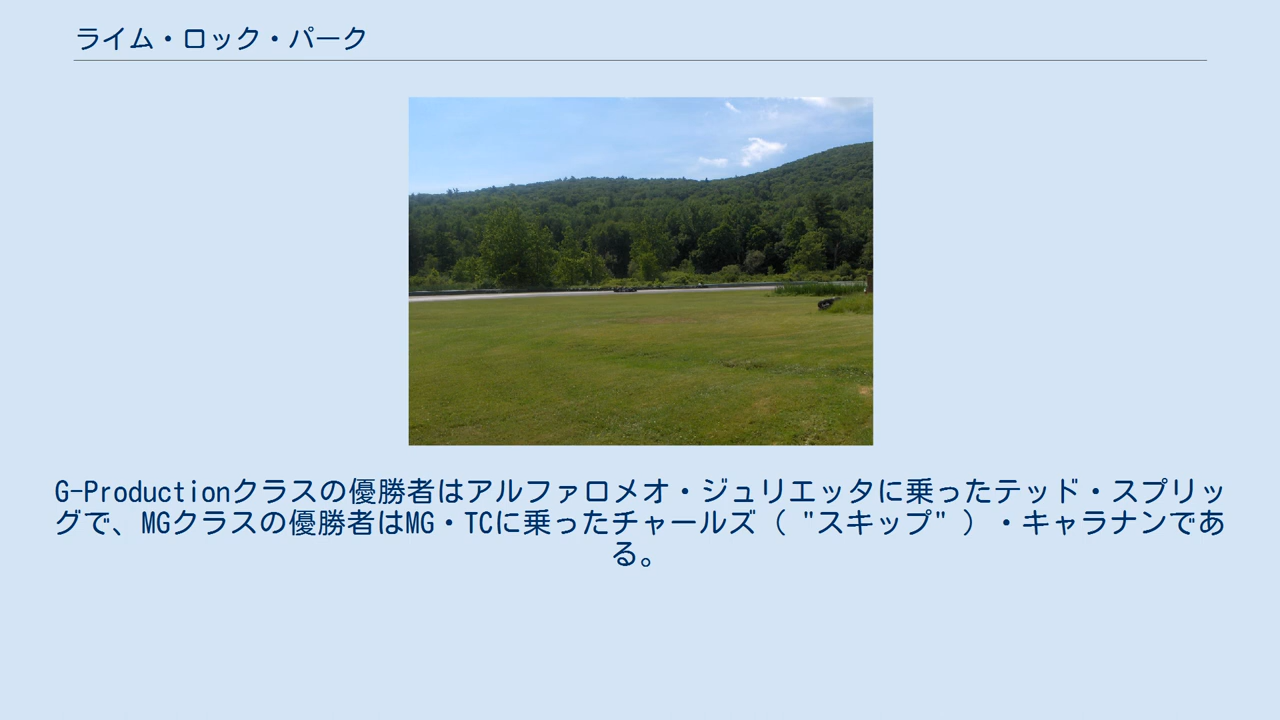 ライム・ロック・パーク
G-Productionクラスの優勝者はアルファロメオ・ジュリエッタに乗ったテッド・スプリッ
グで、MGクラスの優勝者はMG・TCに乗ったチャールズ（ "スキップ" ）・キャラナンであ
る。